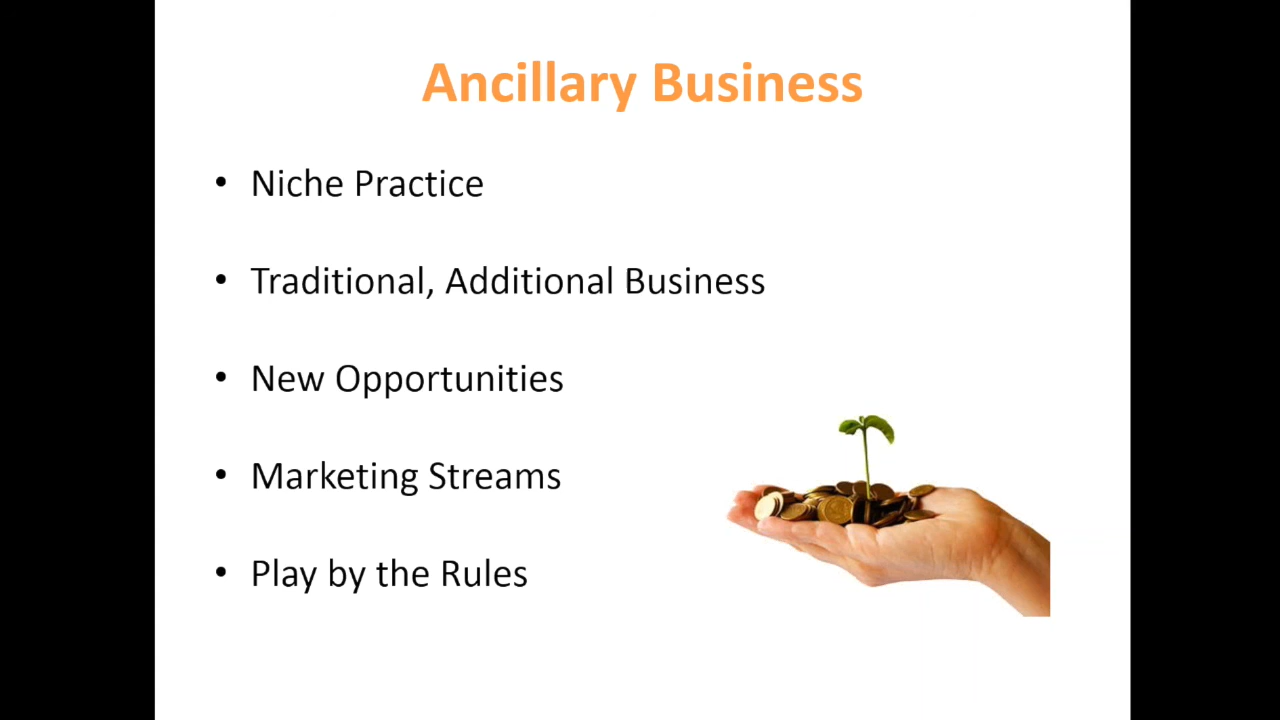 Ancillary Business
• Niche Practice
• Traditional, Additional Business
• New Opportunities
• Marketing Streams
• Play by the Rules